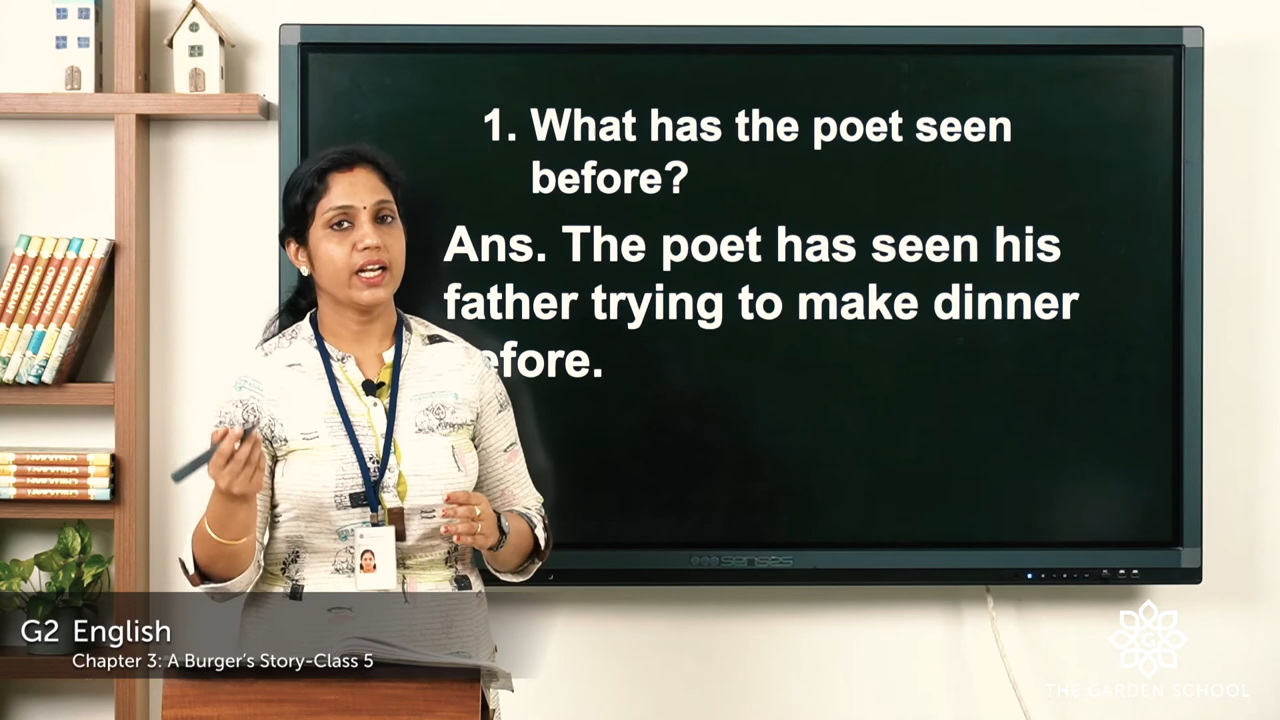 1. What has the poet seen
before?
Ans. The poet has seen his
father trying to make dinner
efore.
senses
G2 English
Chapter 3: A Burger's Story-Class 5
G
THE GARDEN SCHOOL